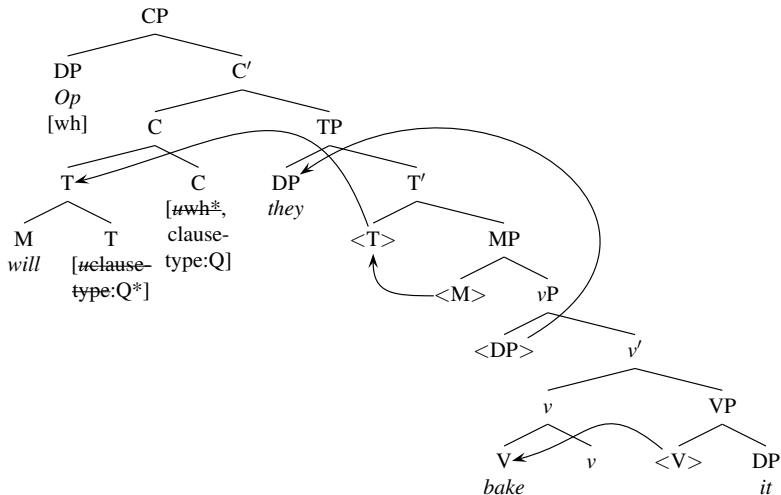 CP
DP C′
Op
[wh]
C TP
T C DP T′
[uwh*, they
clause-
type:Q]
M T <T> MP
will [uclause-
type:Q*]
<M> vP
<DP> v′
v VP
V v <V> DP
bake it